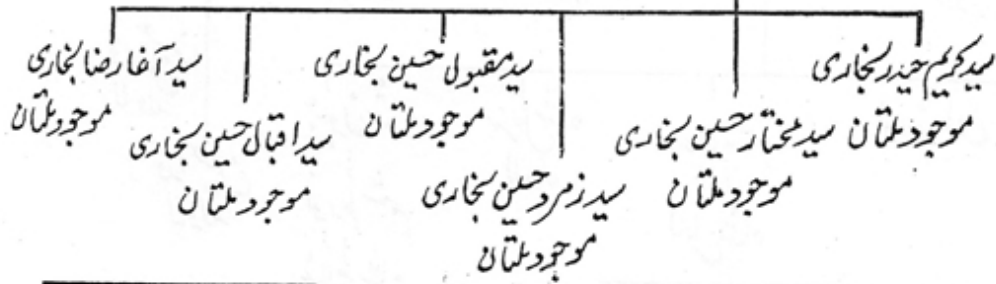 سید کریم حیدر بخاری
موجود ملتان
سید مختار حسین بخاری
موجود ملتان
سید زمرد حسین بخاری
موجود ملتان
سید مقبول حسین بخاری
موجود ملتان
سید اقبال حسین بخاری
موجود ملتان
سید آغا رضا بخاری
موجود ملتان